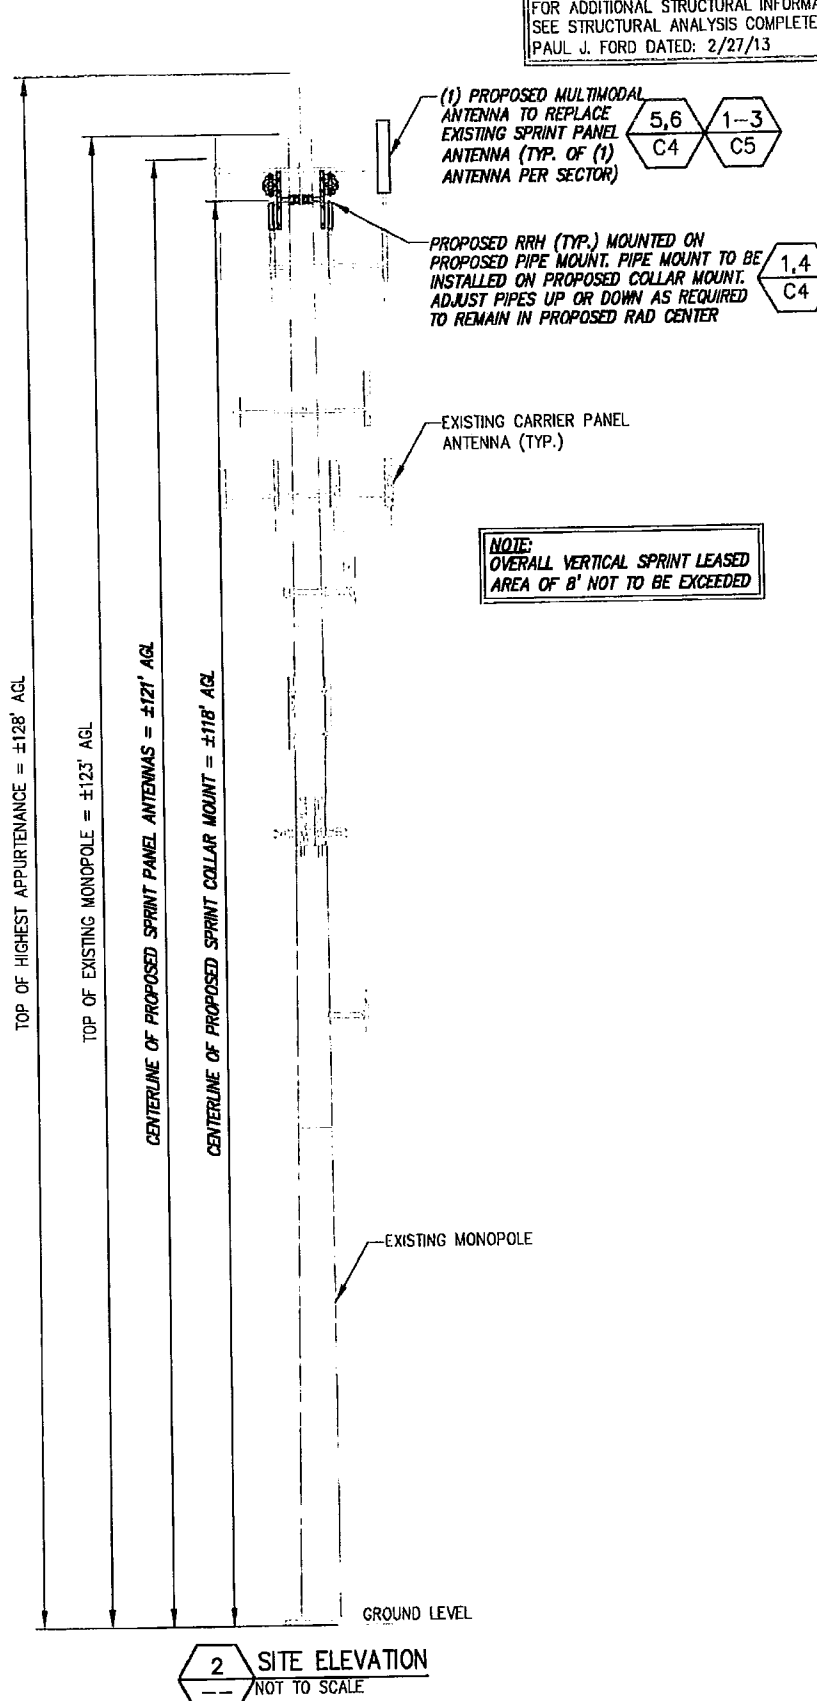 FOR ADDITIONAL STRUCTURAL
SEE STRUCTURAL ANALYSIS
PAUL J. FORD DATED: 2/27/13
(1) PROPOSED MULTIMODAL
ANTENNA TO REPLACE
EXISTING SPRINT PANEL
ANTENNA (TYP. OF (1)
ANTENNA PER SECTOR)
5,6
C4
1-3
C5
PROPOSED RRH (TYP.) MOUNTED ON
PROPOSED PIPE MOUNT. PIPE MOUNT TO BE
INSTALLED ON PROPOSED COLLAR MOUNT.
ADJUST PIPES UP OR DOWN AS REQUIRED
TO REMAIN IN PROPOSED RAD CENTER
1,4
C4
EXISTING CARRIER PANEL
ANTENNA (TYP.)
NOTE:
OVERALL VERTICAL SPRINT LEASED
AREA OF 8' NOT TO BE EXCEEDED
TOP OF HIGHEST APPURTENANCE = ±128' AGL
TOP OF EXISTING MONOPOLE = ±123' AGL
CENTERLINE OF PROPOSED SPRINT PANEL ANTENNAS = ±121' AGL
CENTERLINE OF PROPOSED SPRINT COLLAR MOUNT = ±118' AGL
EXISTING MONOPOLE
GROUND LEVEL
2
--
SITE ELEVATION
NOT TO SCALE